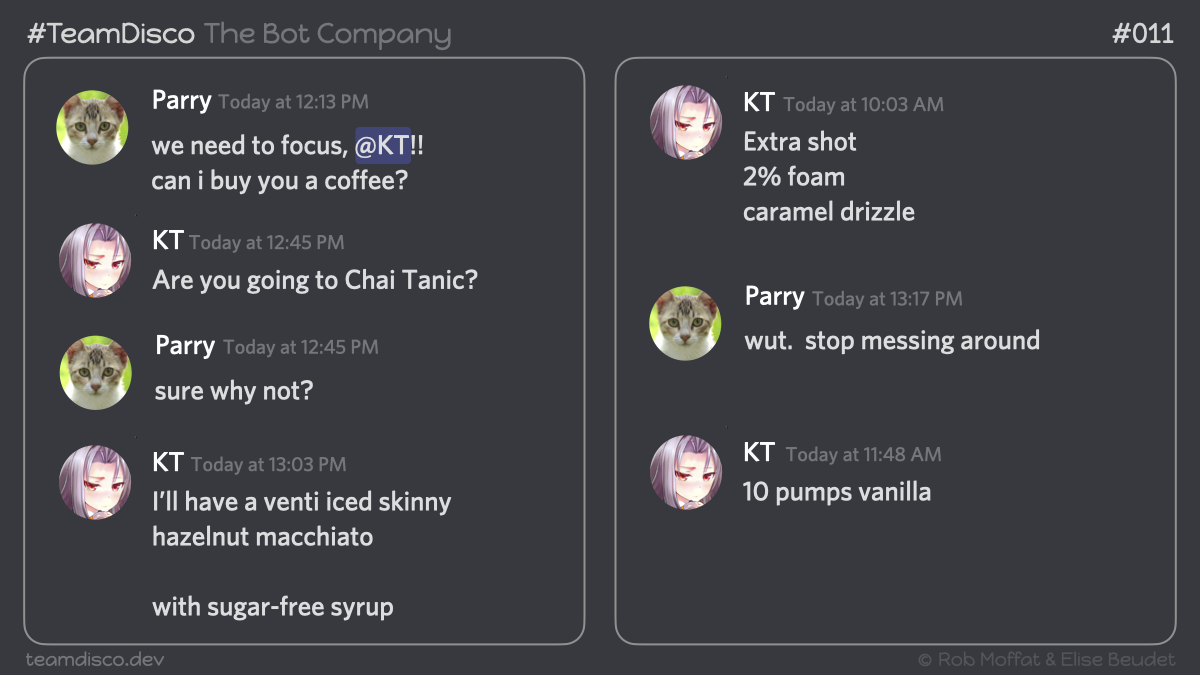 #TeamDisco The Bot Company
#011
Parry Today at 12:13 PM
we need to focus, @KT!!
can i buy you a coffee?
KT Today at 12:45 PM
Are you going to Chai Tanic?
Parry Today at 12:45 PM
sure why not?
KT Today at 13:03 PM
I'll have a venti iced skinny
hazelnut macchiato
with sugar-free syrup
KT Today at 10:03 AM
Extra shot
2% foam
caramel drizzle
Parry Today at 13:17 PM
wut. stop messing around
KT Today at 11:48 AM
10 pumps vanilla
teamdisco.dev
© Rob Moffat & Elise Beudet